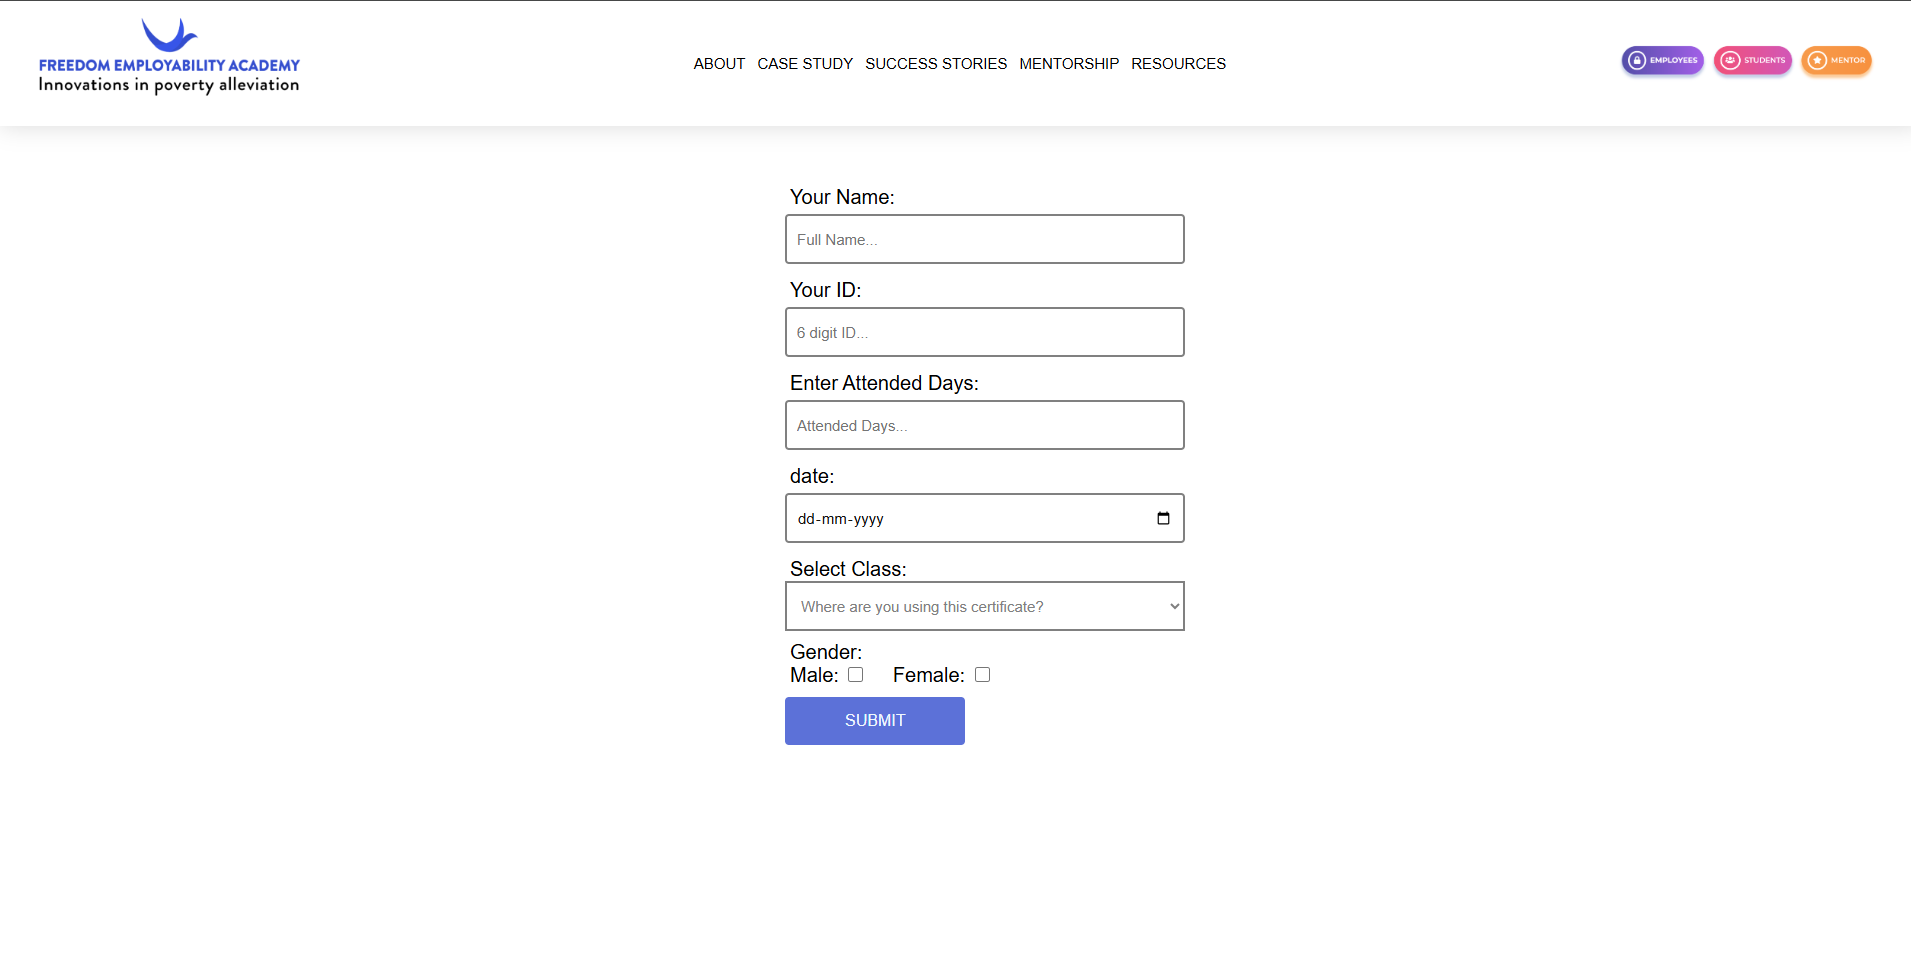 FREEDOM EMPLOYABILITY ACADEMY
Innovations in poverty alleviation
ABOUT CASE STUDY SUCCESS STORIES MENTORSHIP RESOURCES
EMPLOYEES STUDENTS MENTOR
Your Name:
Full Name...
Your ID:
6 digit ID...
Enter Attended Days:
Attended Days...
date:
dd-mm-yyyy
Select Class:
Where are you using this certificate?
Gender:
Male: Female:
SUBMIT